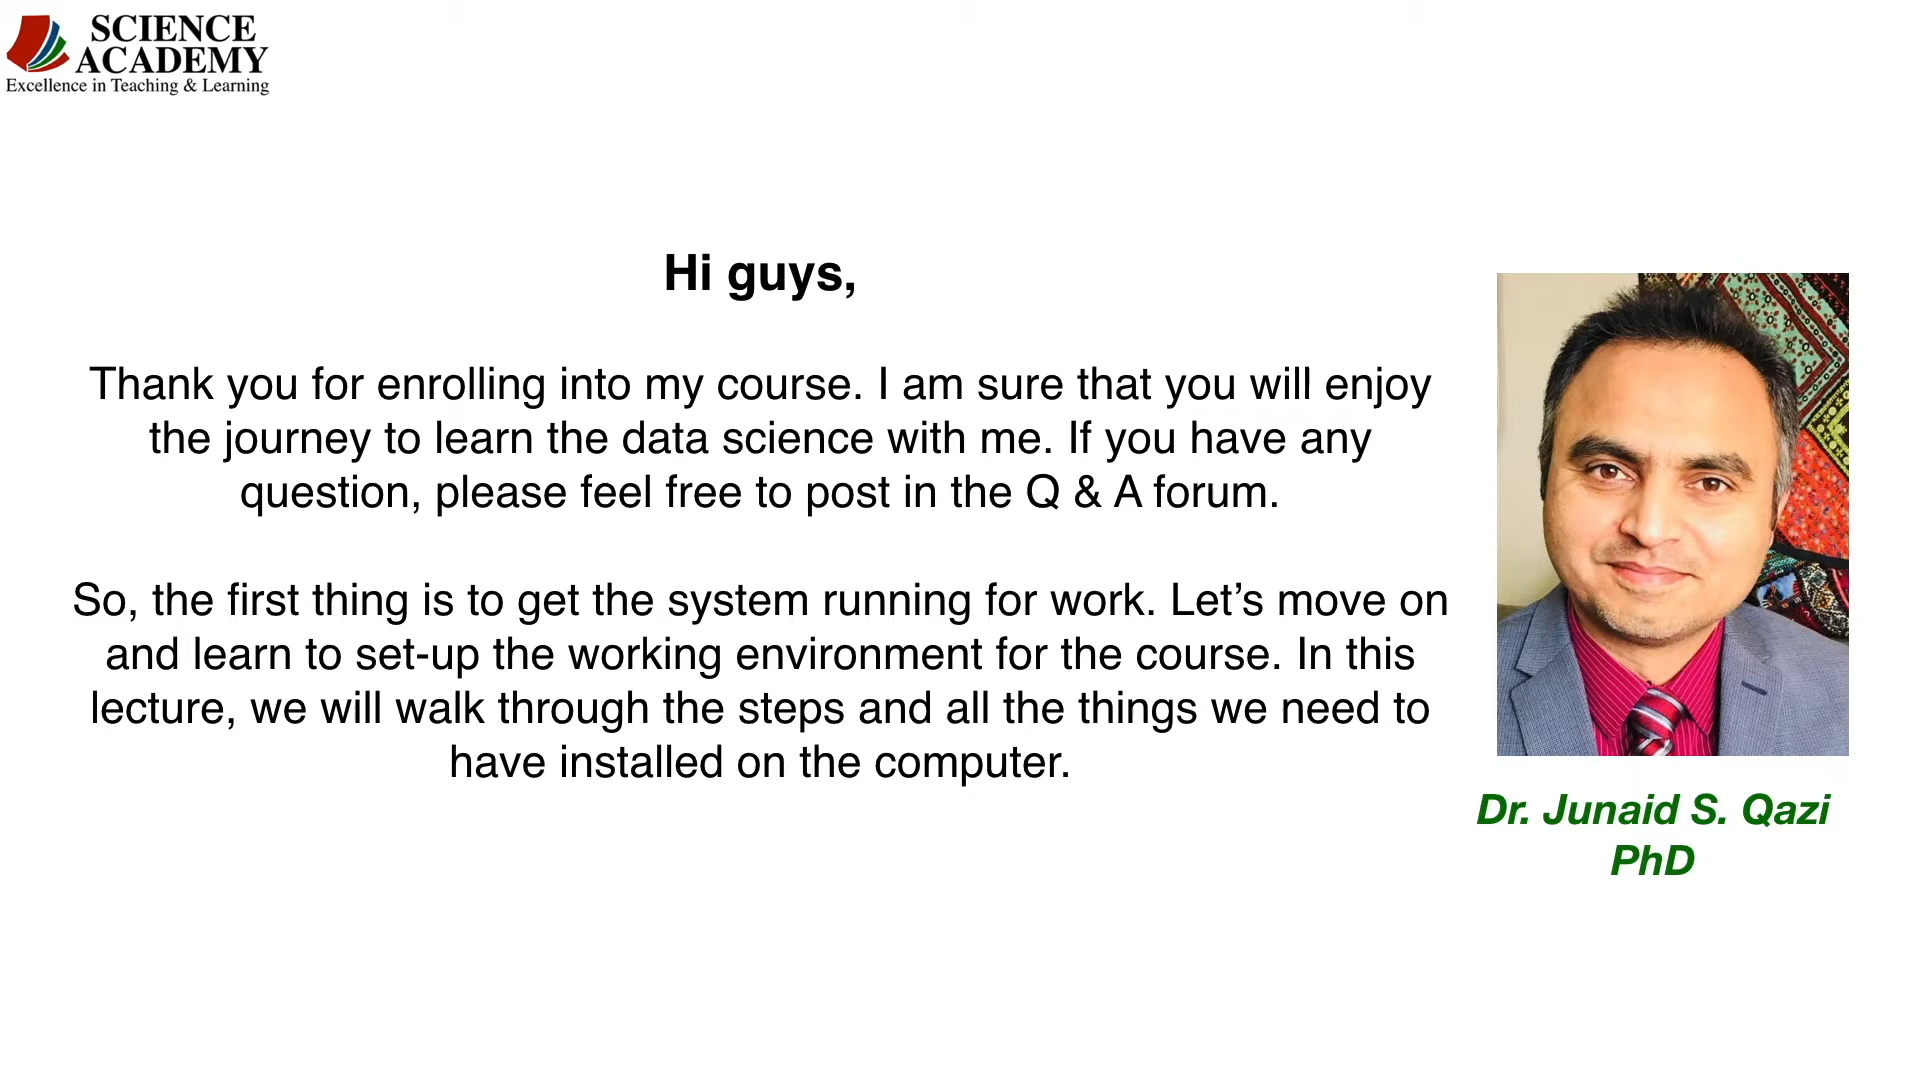 SCIENCE
ACADEMY
Excellence in Teaching & Learning
Hi guys,
Thank you for enrolling into my course. I am sure that you will enjoy
the journey to learn the data science with me. If you have any
question, please feel free to post in the Q & A forum.
So, the first thing is to get the system running for work. Let’s move on
and learn to set-up the working environment for the course. In this
lecture, we will walk through the steps and all the things we need to
have installed on the computer.
Dr. Junaid S. Qazi
PhD